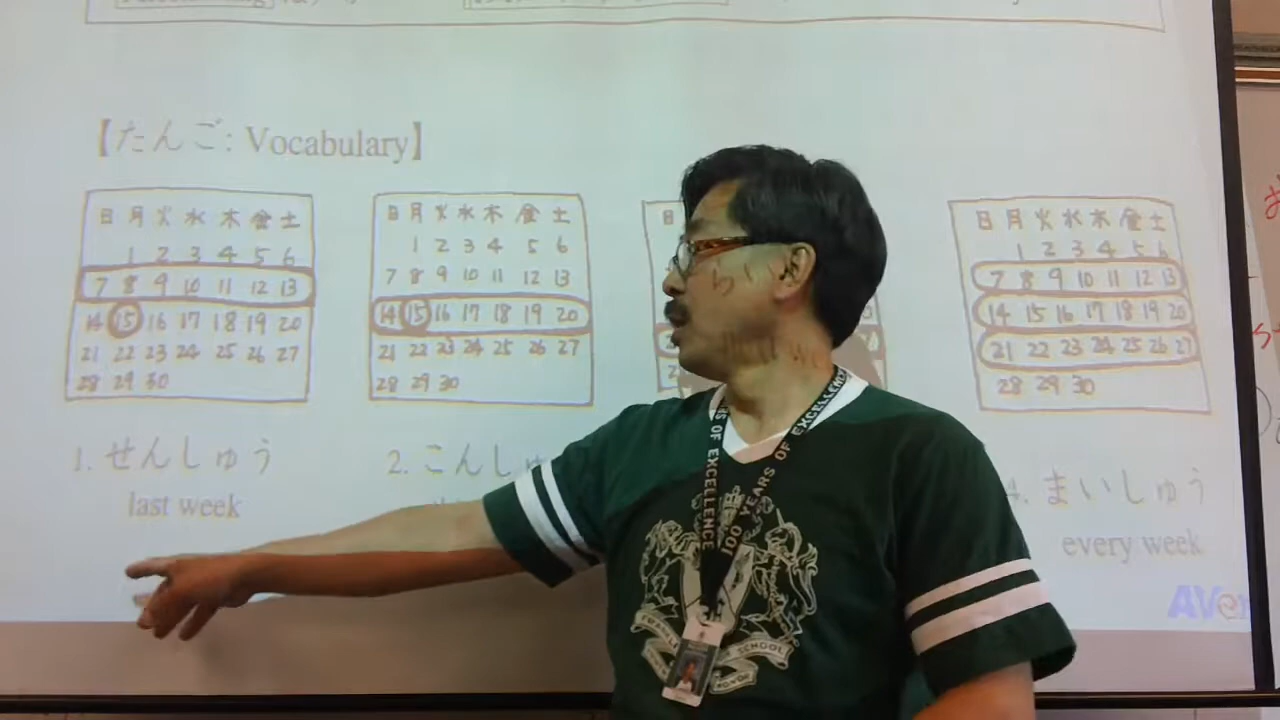 【たんご: Vocabulary】
日 月 火 水 木 金 土
1 2 3 4 5 6
7 8 9 10 11 12 13
14 15 16 17 18 19 20
21 22 23 24 25 26 27
28 29 30
1. せんしゅう
last week
日 月 火 水 木 金 土
1 2 3 4 5 6
7 8 9 10 11 12 13
14 15 16 17 18 19 20
21 22 23 24 25 26 27
28 29 30
2. こんし
日
日 月 火 水 木 金 土
1 2 3 4 5 6
7 8 9 10 11 12 13
14 15 16 17 18 19 20
21 22 23 24 25 26 27
28 29 30
4. まいしゅう
every week
AVe
OF EXCELLENCE
100 YEARS OF EXCELLENCE
SCHOOL